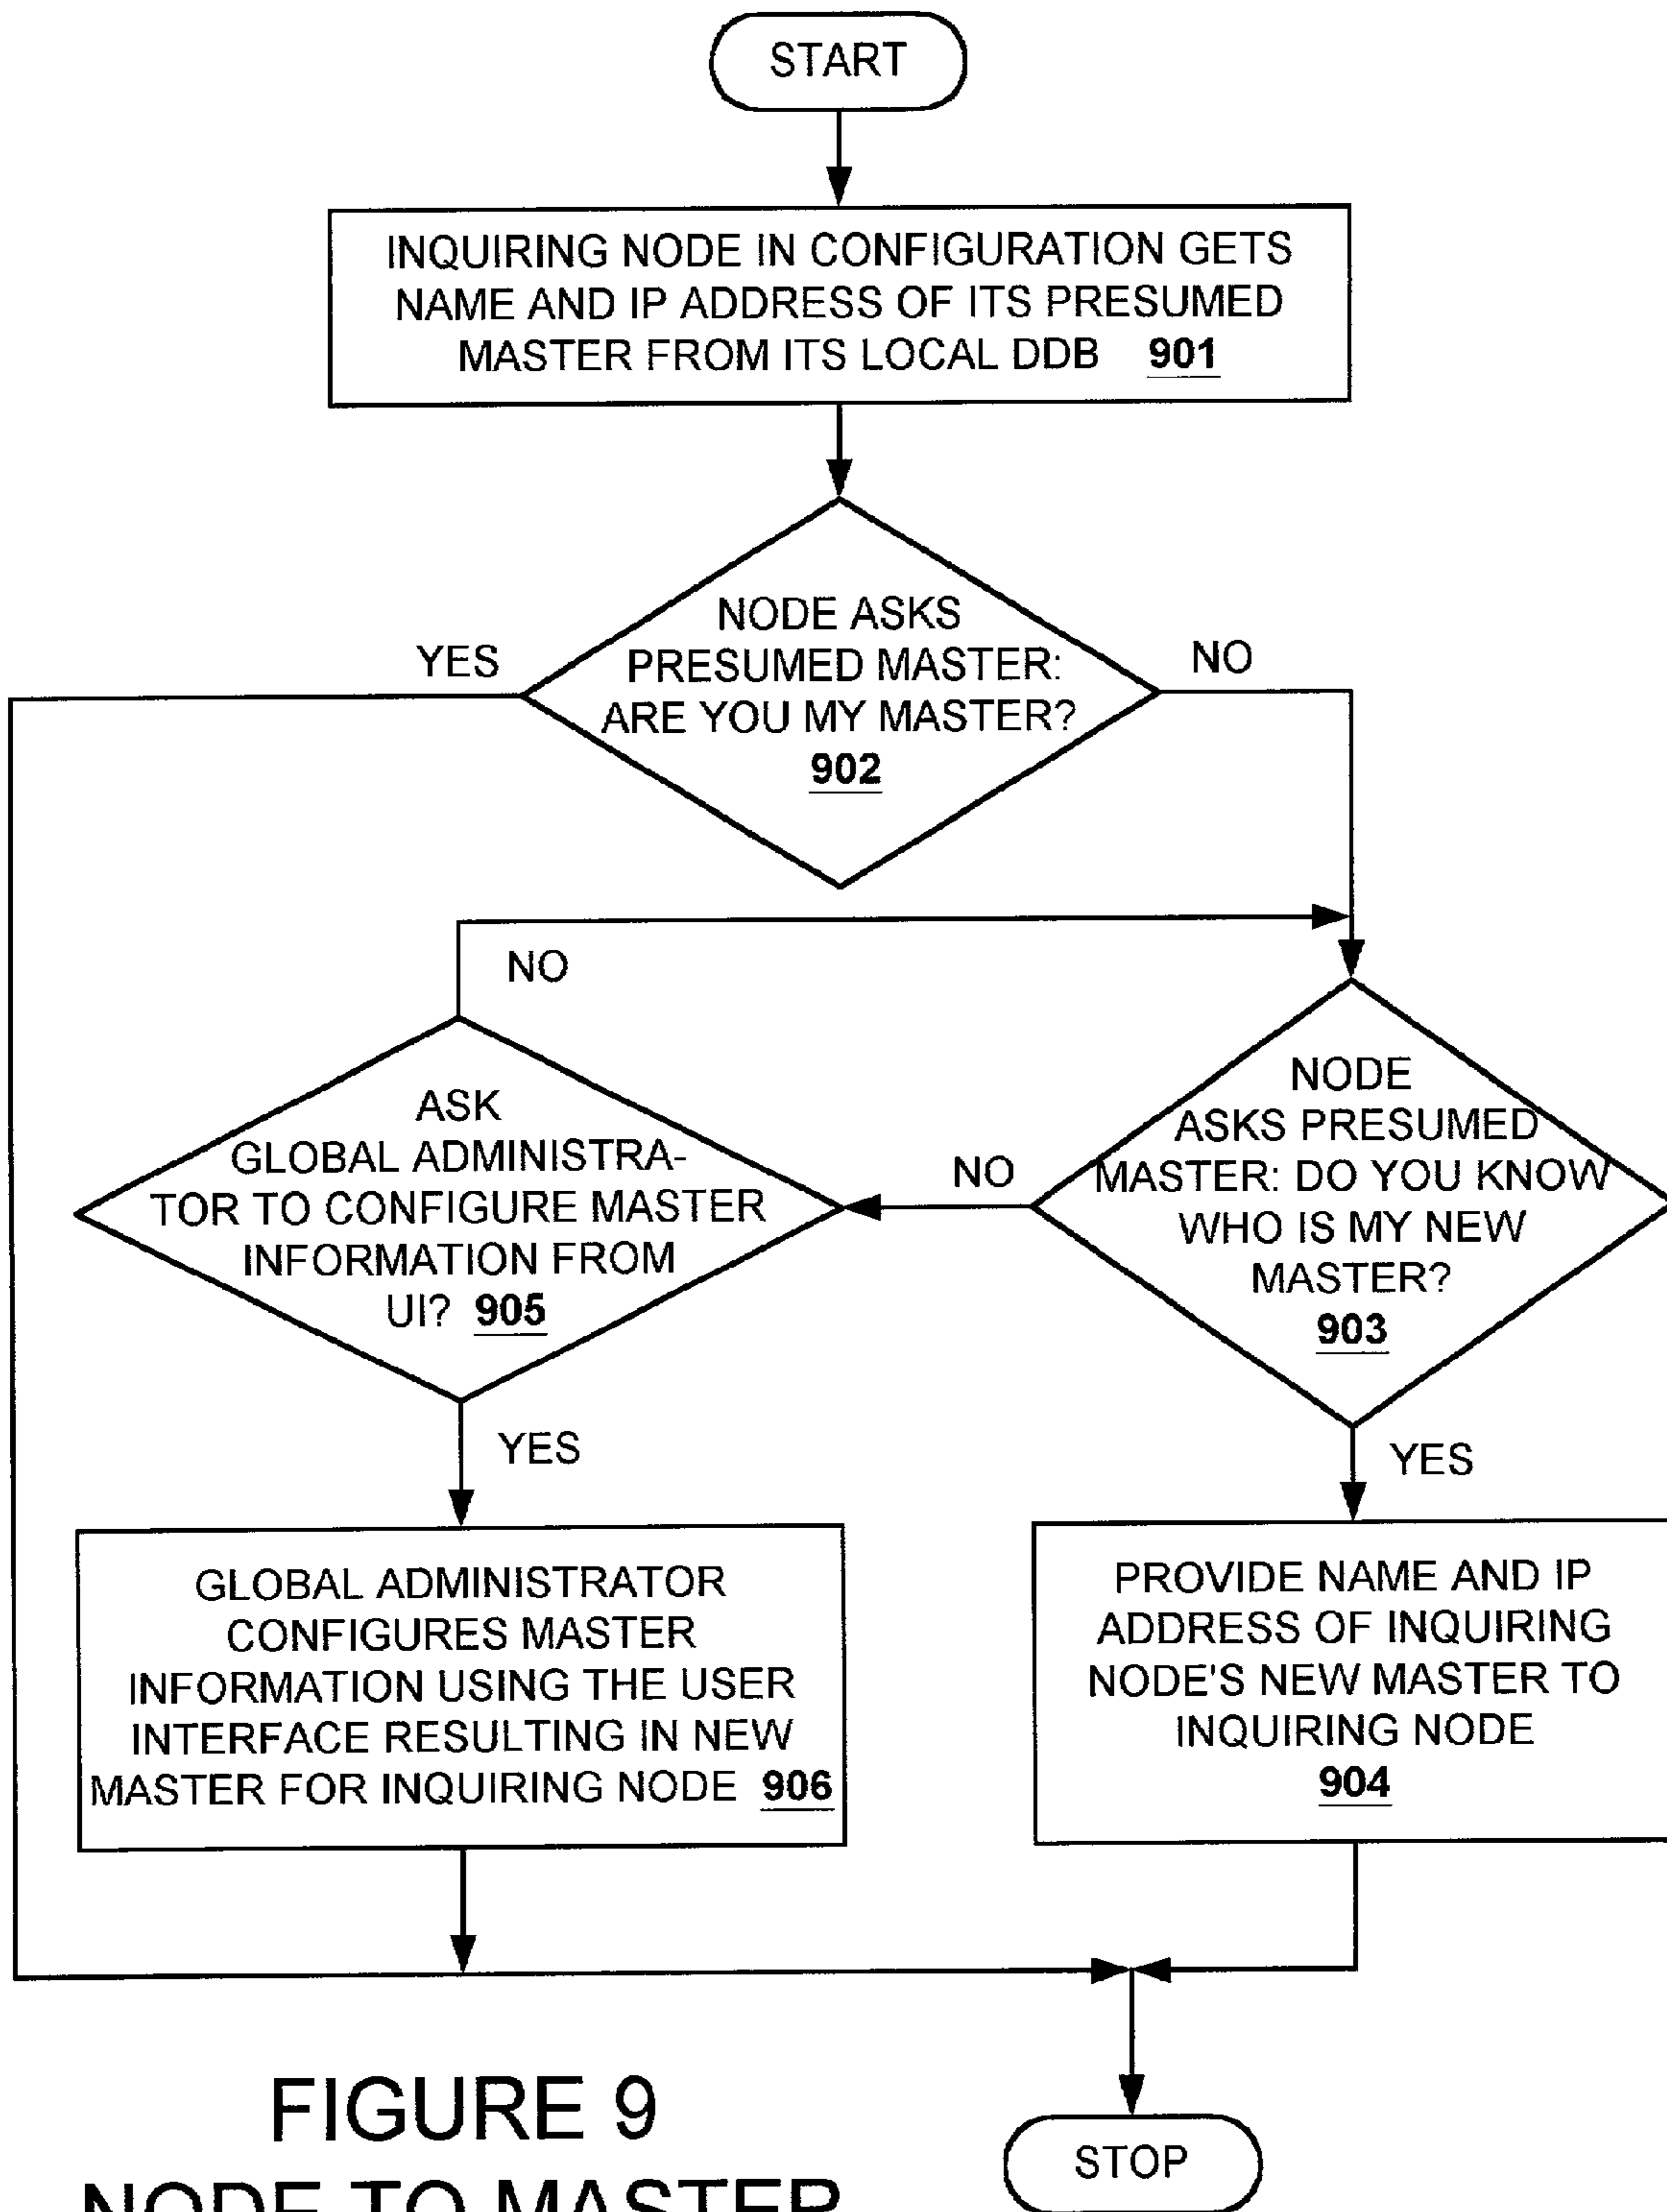 START
INQUIRING NODE IN CONFIGURATION GETS
NAME AND IP ADDRESS OF ITS PRESUMED
MASTER FROM ITS LOCAL DDB 901
NODE ASKS
PRESUMED MASTER:
ARE YOU MY MASTER?
902
YES
NO
NO
NODE
ASKS PRESUMED
MASTER: DO YOU KNOW
WHO IS MY NEW
MASTER?
903
NO
ASK
GLOBAL ADMINISTRA-
TOR TO CONFIGURE MASTER
INFORMATION FROM
UI? 905
YES
YES
GLOBAL ADMINISTRATOR
CONFIGURES MASTER
INFORMATION USING THE USER
INTERFACE RESULTING IN NEW
MASTER FOR INQUIRING NODE 906
PROVIDE NAME AND IP
ADDRESS OF INQUIRING
NODE'S NEW MASTER TO
INQUIRING NODE
904
STOP
FIGURE 9
NODE TO MASTER